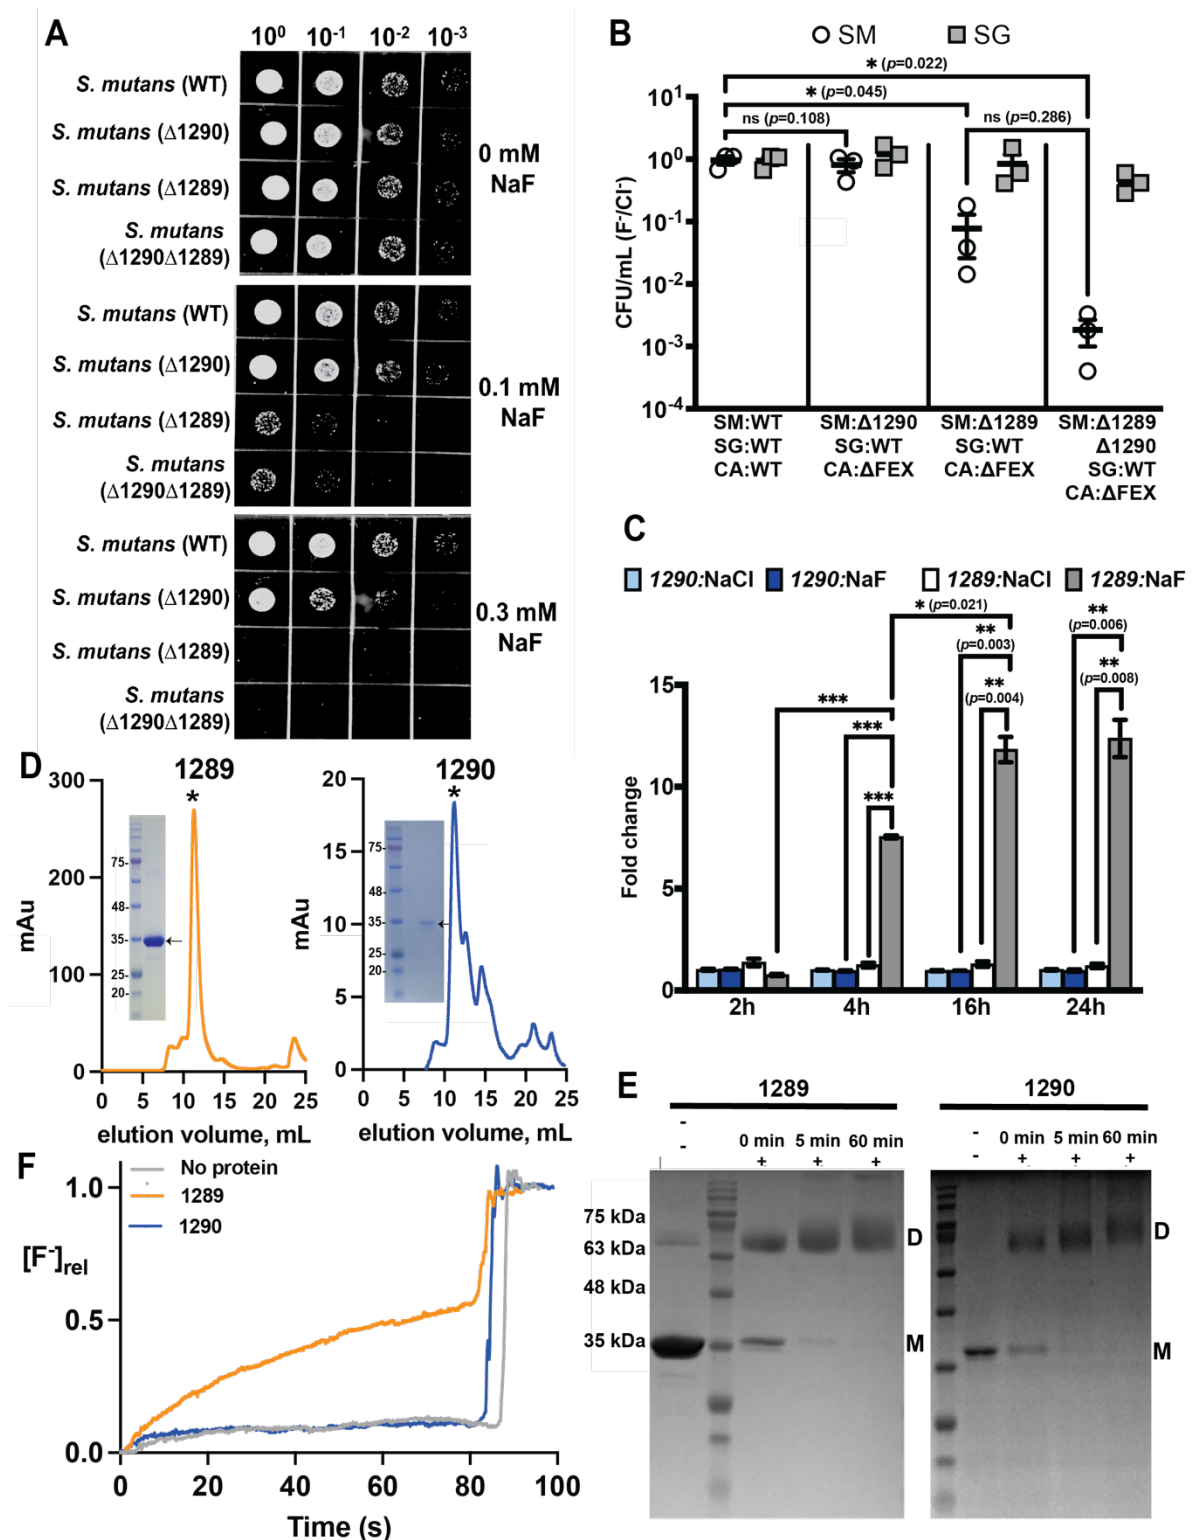 A
10⁰ 10⁻¹ 10⁻² 10⁻³
S. mutans (WT)
S. mutans (Δ1290)
S. mutans (Δ1289)
S. mutans
(Δ1290Δ1289)
0 mM
NaF
S. mutans (WT)
S. mutans (Δ1290)
S. mutans (Δ1289)
S. mutans
(Δ1290Δ1289)
0.1 mM
NaF
S. mutans (WT)
S. mutans (Δ1290)
S. mutans (Δ1289)
S. mutans
(Δ1290Δ1289)
0.3 mM
NaF
B
SM SG
* (p=0.022)
* (p=0.045)
ns (p=0.108)
ns (p=0.286)
CFU/mL (F⁻/Cl⁻)
10¹
10⁰
10⁻¹
10⁻²
10⁻³
10⁻⁴
SM:WT
SG:WT
CA:WT
SM:Δ1290
SG:WT
CA:ΔFEX
SM:Δ1289
SG:WT
CA:ΔFEX
SM:Δ1289
Δ1290
SG:WT
CA:ΔFEX
C
1290:NaCl 1290:NaF 1289:NaCl 1289:NaF
* (p=0.021)
**
(p=0.003)
**
(p=0.004)
**
(p=0.006)
**
(p=0.008)
***
***
***
Fold change
15
10
5
0
2h 4h 16h 24h
D
1289
*
mAu
300
200
100
0
75-
48-
35-
25-
20-
←
0 5 10 15 20 25
elution volume, mL
1290
*
mAu
20
15
10
5
0
75-
48-
35-
25-
20-
←
0 5 10 15 20 25
elution volume, mL
E
1289
- 0 min 5 min 60 min
- + + +
75 kDa
63 kDa
48 kDa
35 kDa
D
M
1290
- 0 min 5 min 60 min
- + + +
D
M
F
No protein
1289
1290
[F⁻]rel
1.0
0.5
0.0
0 20 40 60 80 100
Time (s)